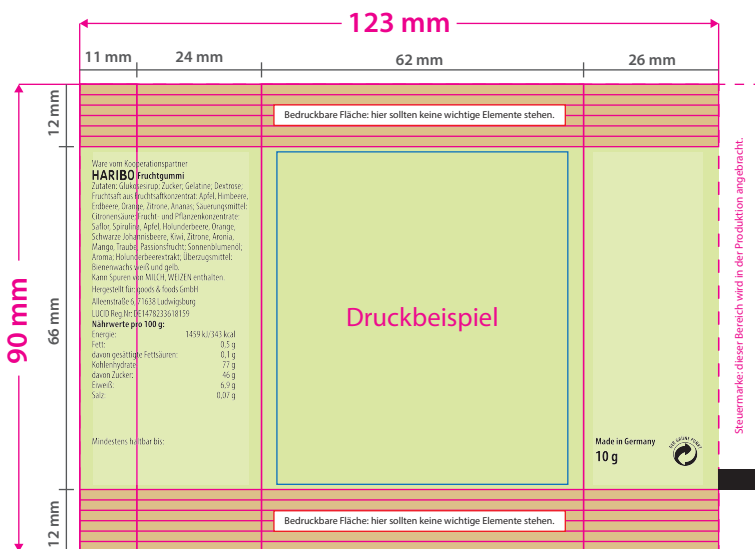 123 mm
11 mm
24 mm
62 mm
26 mm
12 mm
Bedruckbare Fläche: hier sollten keine wichtige Elemente stehen.
90 mm
66 mm
Ware vom Kooperationspartner
HARIBO Fruchtgummi
Zutaten: Glukosesirup; Zucker; Gelatine; Dextrose;
Fruchtsaft aus Fruchtsaftkonzentrat: Apfel, Himbeere,
Erdbeere, Orange, Zitrone, Ananas; Säuerungsmittel:
Citronensäure; Frucht- und Pflanzenkonzentrate:
Saflor, Spirulina, Apfel, Holunderbeere, Orange,
Schwarze Johannisbeere, Kiwi, Zitrone, Aronia,
Mango, Traube, Passionsfrucht; Sonnenblumenöl;
Aroma; Holunderbeerextrakt; Überzugsmittel:
Bienenwachs weiß und gelb.
Kann Spuren von MILCH, WEIZEN enthalten.
Hergestellt für: goods & foods GmbH
Alleenstraße 6, 71638 Ludwigsburg
LUCID Reg.Nr: DE1478233618159
Nährwerte pro 100 g:
Energie: 1459 kJ/343 kcal
Fett: 0,5 g
davon gesättigte Fettsäuren: 0,1 g
Kohlenhydrate: 77 g
davon Zucker: 46 g
Eiweiß: 6,9 g
Salz: 0,07 g
Mindestens haltbar bis:
Druckbeispiel
Made in Germany
10 g
DER GRÜNE PUNKT
Steuermarke: dieser Bereich wird in der Produktion angebracht.
12 mm
Bedruckbare Fläche: hier sollten keine wichtige Elemente stehen.